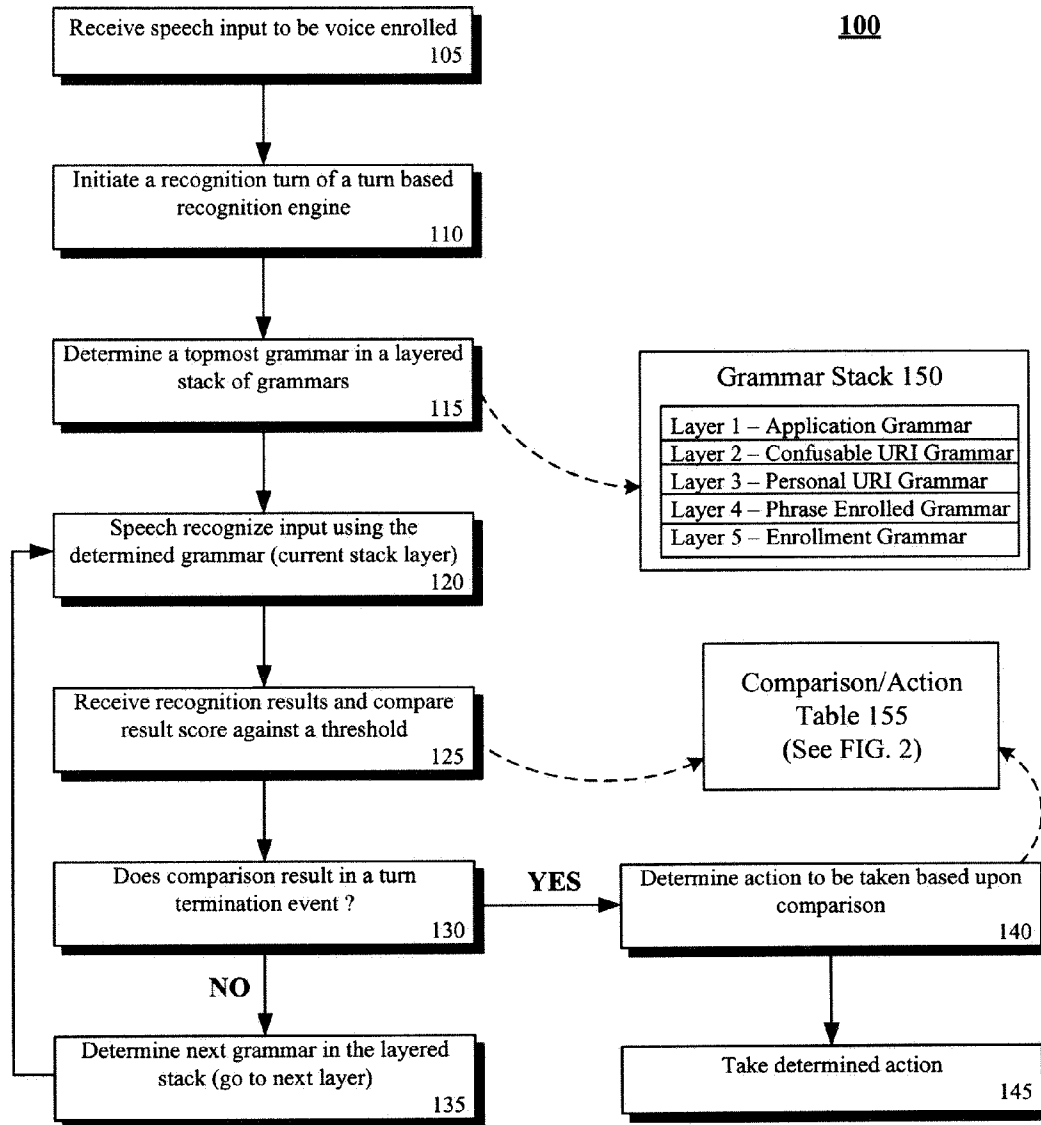 100
Receive speech input to be voice enrolled
105
Initiate a recognition turn of a turn based
recognition engine
110
Determine a topmost grammar in a layered
stack of grammars
115
Grammar Stack 150
Layer 1 – Application Grammar
Layer 2 – Confusable URI Grammar
Layer 3 – Personal URI Grammar
Layer 4 – Phrase Enrolled Grammar
Layer 5 – Enrollment Grammar
Speech recognize input using the
determined grammar (current stack layer)
120
Receive recognition results and compare
result score against a threshold
125
Comparison/Action
Table 155
(See FIG. 2)
Does comparison result in a turn
termination event ?
130
YES
Determine action to be taken based upon
comparison
140
NO
Determine next grammar in the layered
stack (go to next layer)
135
Take determined action
145